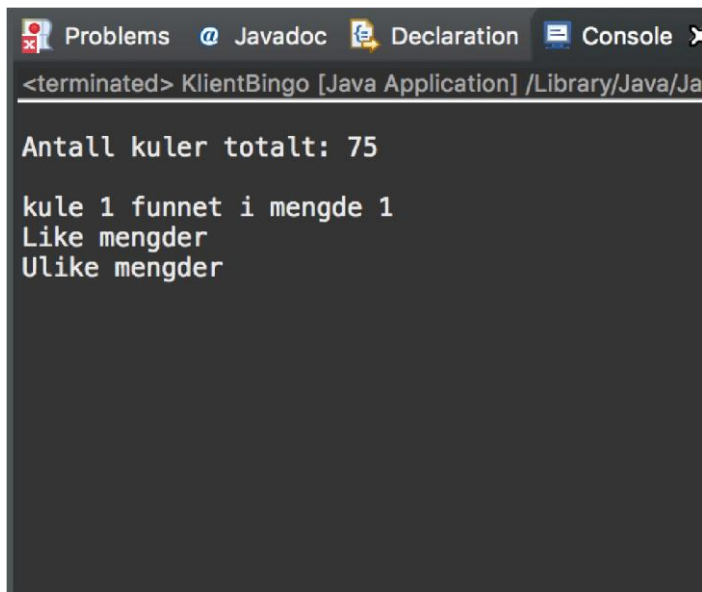 Problems @ Javadoc Declaration Console
<terminated> KlientBingo [Java Application] /Library/Java/Ja
Antall kuler totalt: 75
kule 1 funnet i mengde 1
Like mengder
Ulike mengder